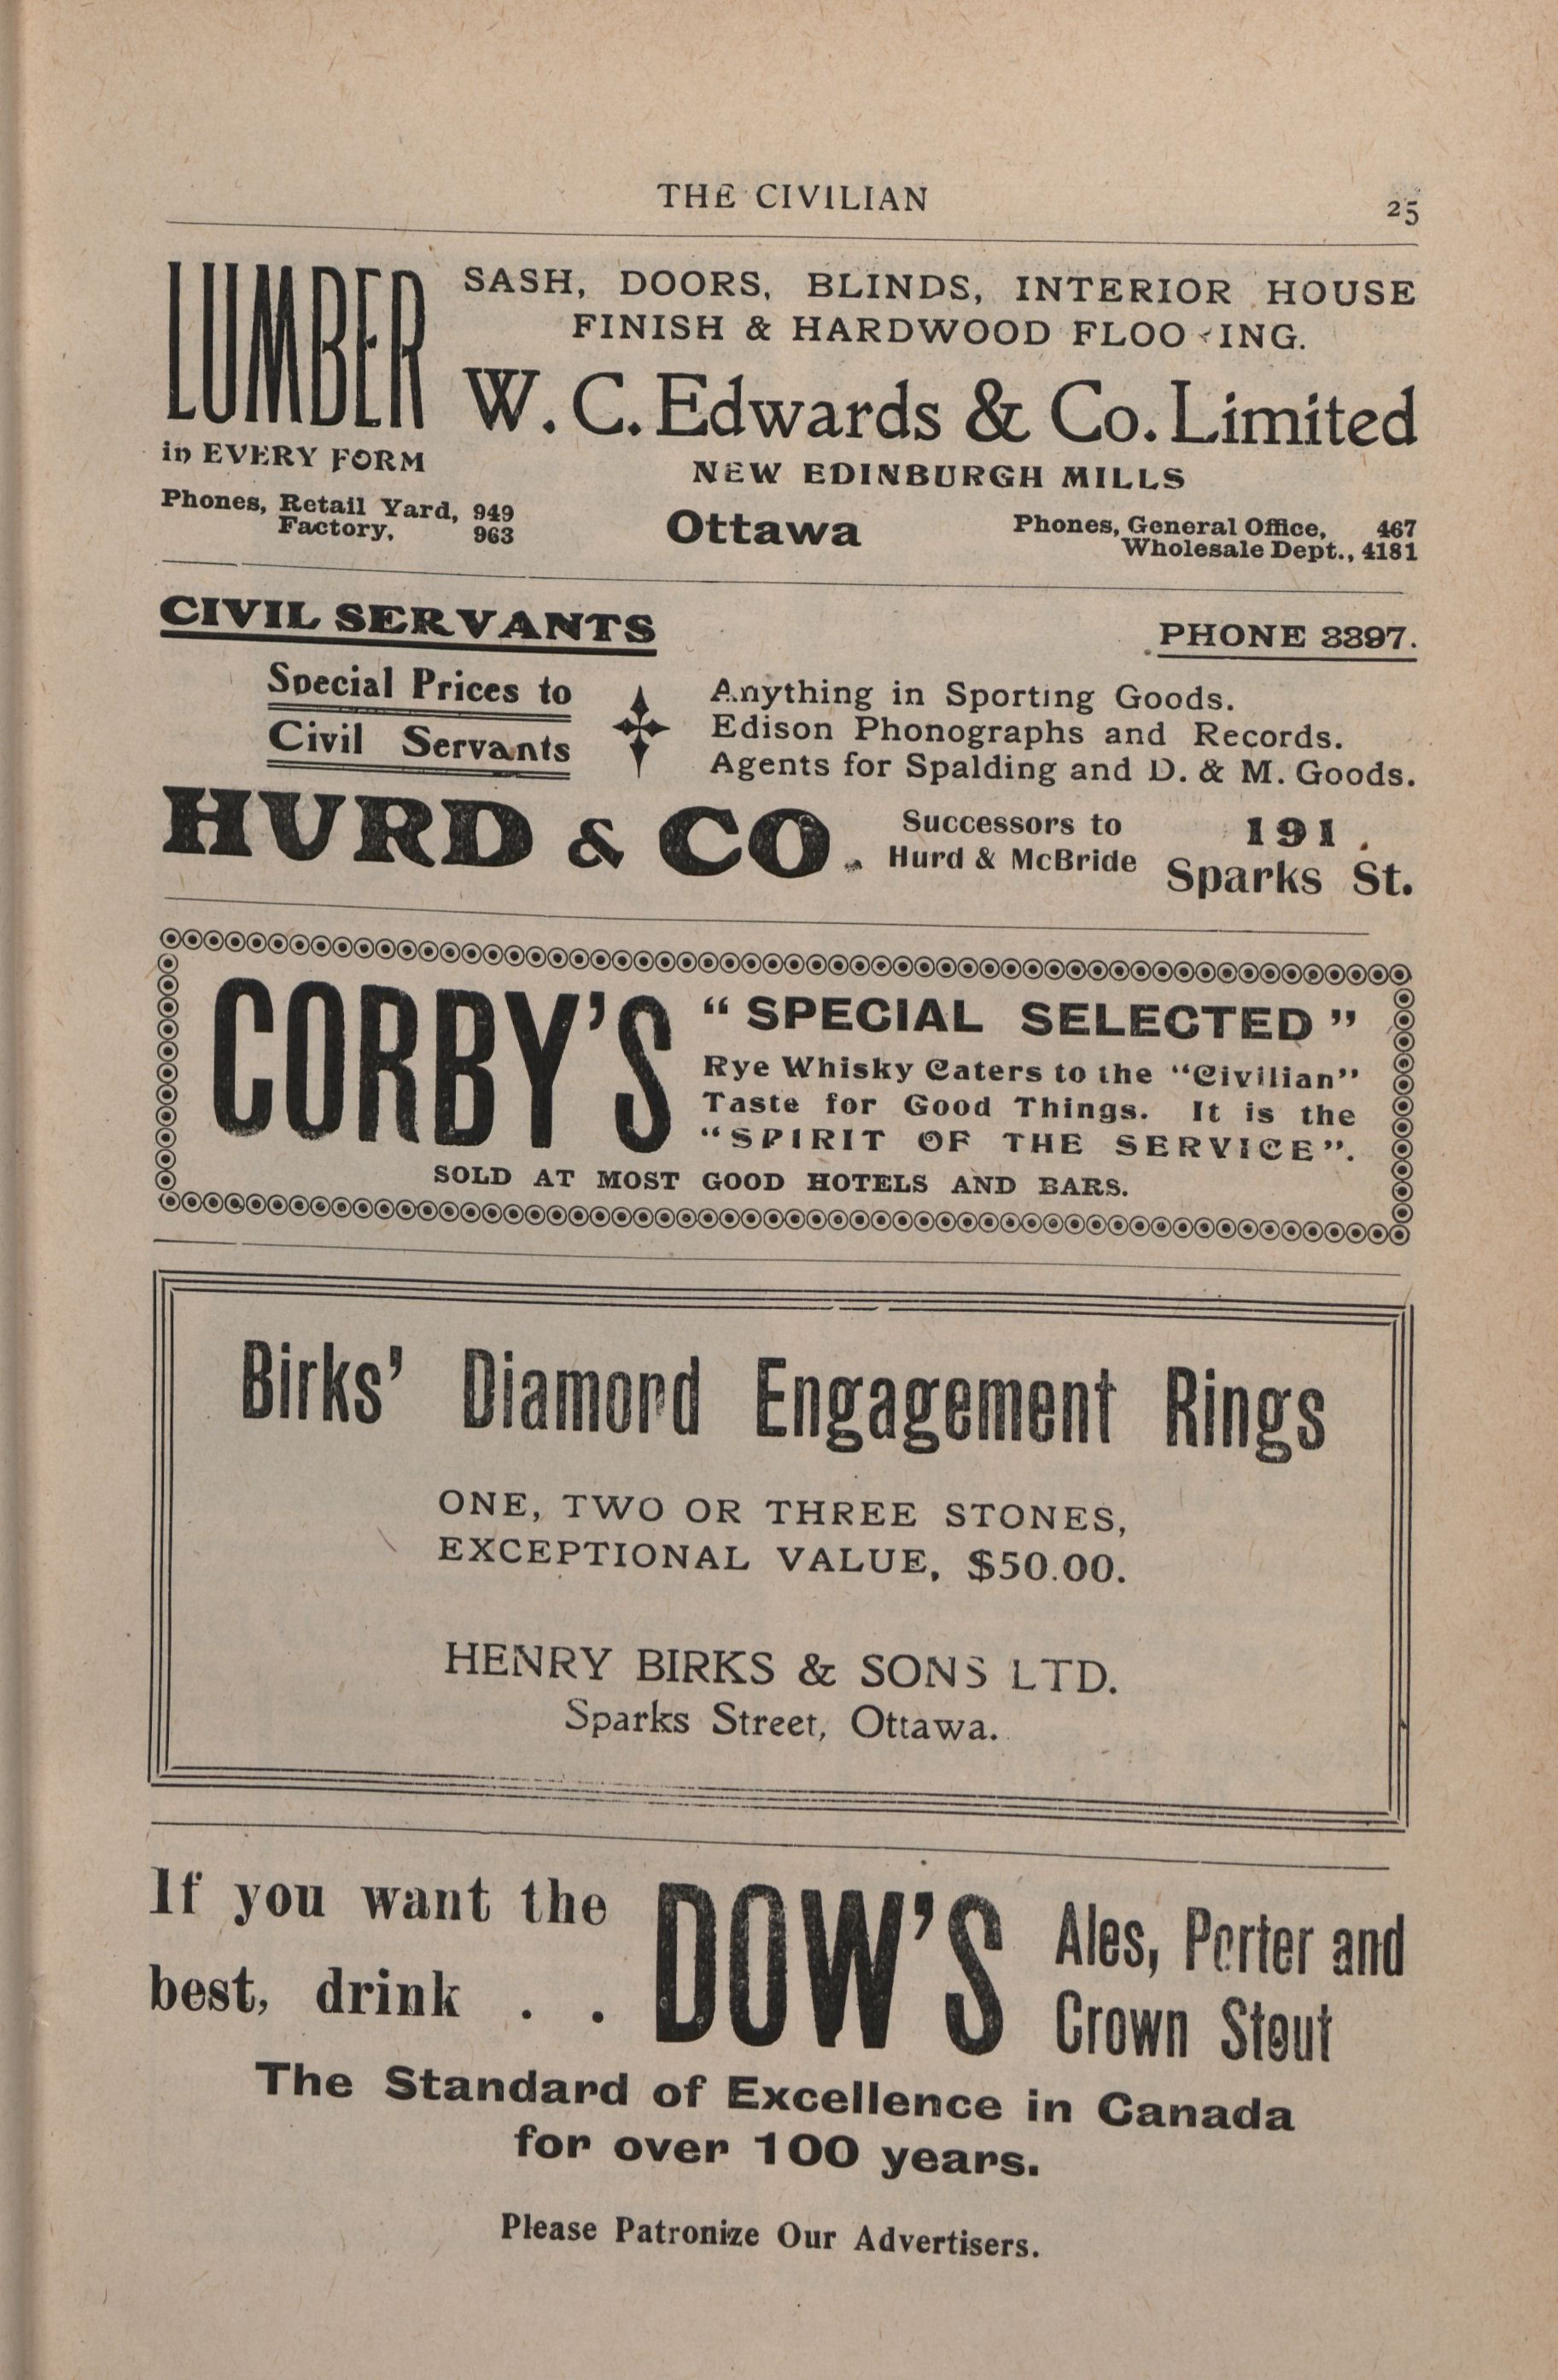 THE CIVILIAN
25
LUMBER
in EVERY FORM
SASH, DOORS, BLINDS, INTERIOR HOUSE
FINISH & HARDWOOD FLOO ING.
W. C. Edwards & Co. Limited
NEW EDINBURGH MILLS
Phones, Retail Yard, 949
Factory, 963
Ottawa
Phones, General Office, 467
Wholesale Dept., 4181
CIVIL SERVANTS
PHONE 3397.
Special Prices to
Civil Servants
Anything in Sporting Goods.
Edison Phonographs and Records.
Agents for Spalding and D. & M. Goods.
HURD & CO.
Successors to
Hurd & McBride
191
Sparks St.
CORBY'S
"SPECIAL SELECTED"
Rye Whisky Caters to the "Civilian"
Taste for Good Things. It is the
"SPIRIT OF THE SERVICE".
SOLD AT MOST GOOD HOTELS AND BARS.
Birks' Diamond Engagement Rings
ONE, TWO OR THREE STONES,
EXCEPTIONAL VALUE, $50.00.
HENRY BIRKS & SONS LTD.
Sparks Street, Ottawa.
If you want the
best, drink . .
DOW'S
Ales, Porter and
Crown Stout
The Standard of Excellence in Canada
for over 100 years.
Please Patronize Our Advertisers.